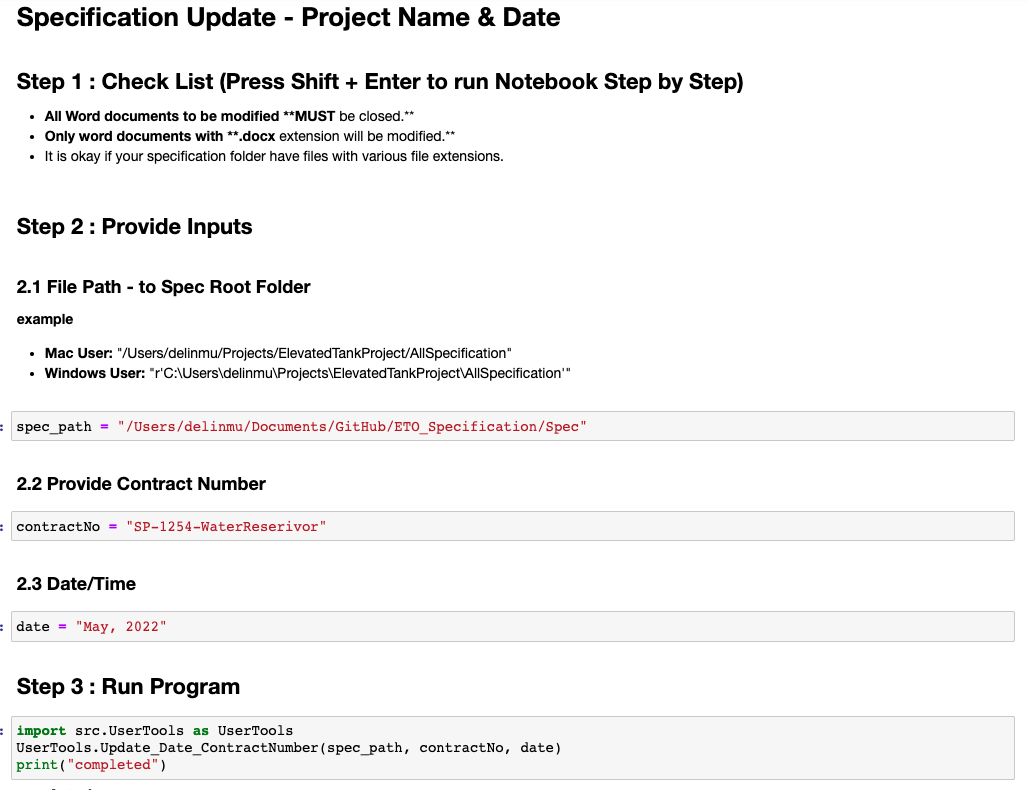 Specification Update - Project Name & Date
Step 1 : Check List (Press Shift + Enter to run Notebook Step by Step)
• All Word documents to be modified **MUST be closed.**
• Only word documents with **.docx extension will be modified.**
• It is okay if your specification folder have files with various file extensions.
Step 2 : Provide Inputs
2.1 File Path - to Spec Root Folder
example
• Mac User: "/Users/delinmu/Projects/ElevatedTankProject/AllSpecification"
• Windows User: "r'C:\Users\delinmu\Projects\ElevatedTankProject\AllSpecification'"
: spec_path = "/Users/delinmu/Documents/GitHub/ETO_Specification/Spec"
2.2 Provide Contract Number
: contractNo = "SP-1254-WaterReserivor"
2.3 Date/Time
: date = "May, 2022"
Step 3 : Run Program
: import src.UserTools as UserTools
UserTools.Update_Date_ContractNumber(spec_path, contractNo, date)
print("completed")